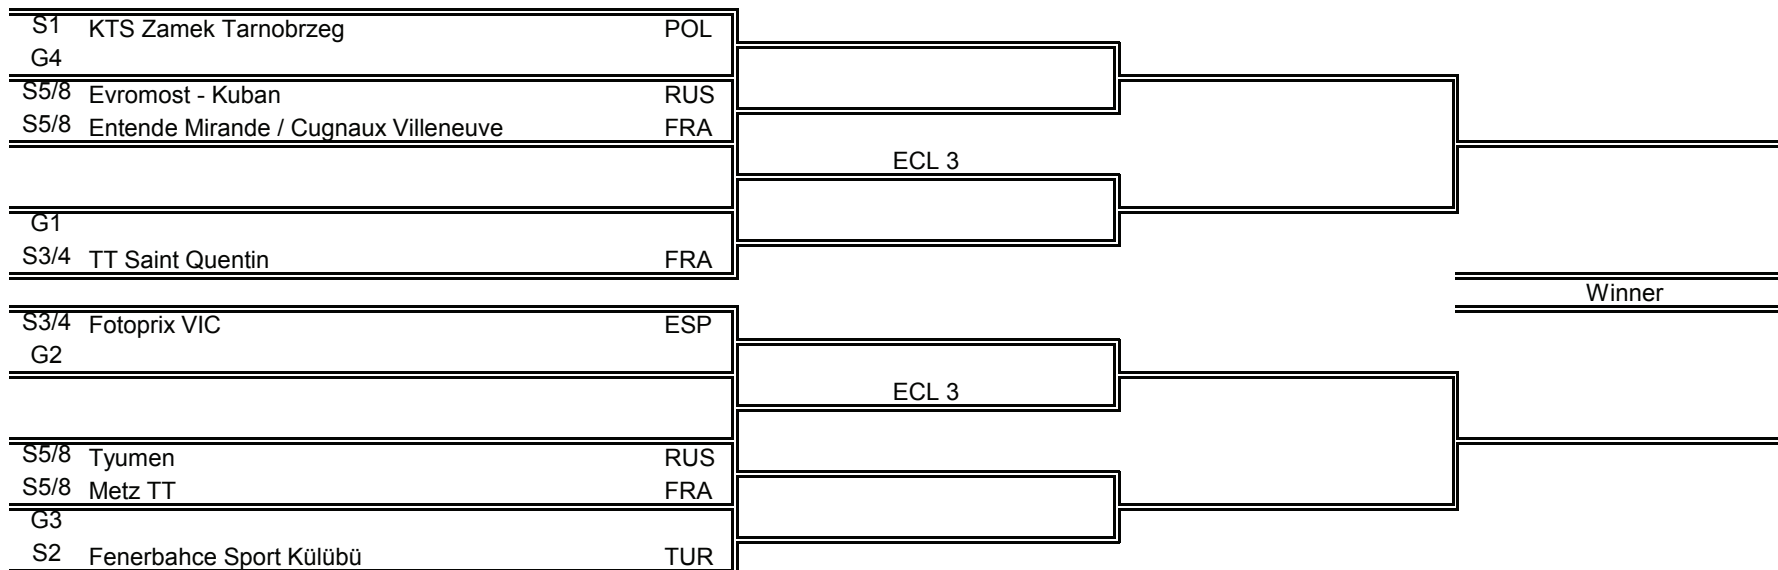 S1 KTS Zamek Tarnobrzeg POL
G4
S5/8 Evromost - Kuban RUS
S5/8 Entende Mirande / Cugnaux Villeneuve FRA
ECL 3
G1
S3/4 TT Saint Quentin FRA
Winner
S3/4 Fotoprix VIC ESP
G2
ECL 3
S5/8 Tyumen RUS
S5/8 Metz TT FRA
G3
S2 Fenerbahce Sport Külübü TUR